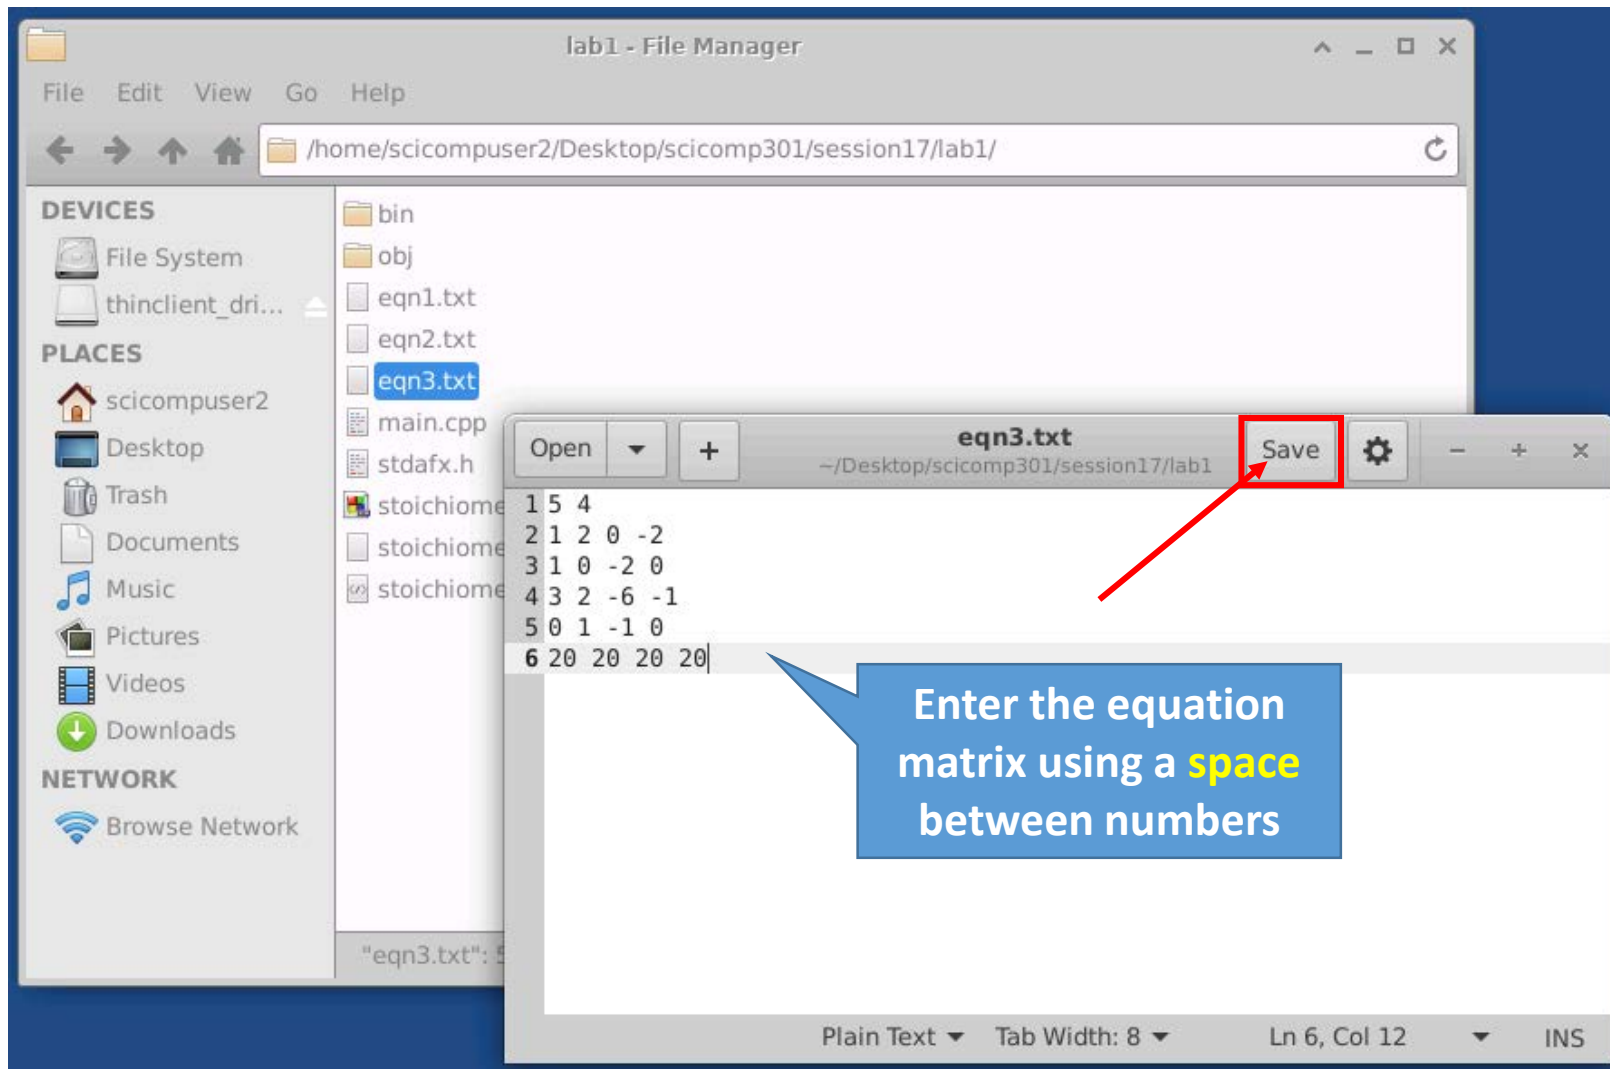 lab1 - File Manager
File Edit View Go Help
/home/scicompuser2/Desktop/scicomp301/session17/lab1/
DEVICES
File System
thinclient_dri...
PLACES
scicompuser2
Desktop
Trash
Documents
Music
Pictures
Videos
Downloads
NETWORK
Browse Network
bin
obj
eqn1.txt
eqn2.txt
eqn3.txt
main.cpp
stdafx.h
stoichiome
stoichiome
stoichiome
"eqn3.txt": 5
Open + eqn3.txt Save
~/Desktop/scicomp301/session17/lab1
1 5 4
2 1 2 0 -2
3 1 0 -2 0
4 3 2 -6 -1
5 0 1 -1 0
6 20 20 20 20
Enter the equation
matrix using a space
between numbers
Plain Text Tab Width: 8 Ln 6, Col 12 INS